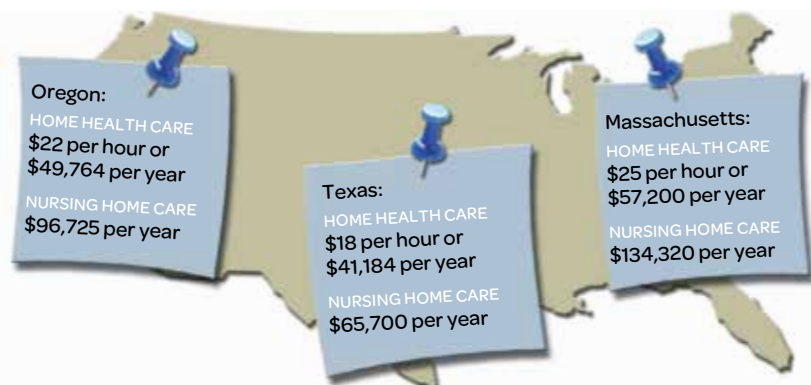 Oregon:
HOME HEALTH CARE
$22 per hour or
$49,764 per year
NURSING HOME CARE
$96,725 per year
Texas:
HOME HEALTH CARE
$18 per hour or
$41,184 per year
NURSING HOME CARE
$65,700 per year
Massachusetts:
HOME HEALTH CARE
$25 per hour or
$57,200 per year
NURSING HOME CARE
$134,320 per year